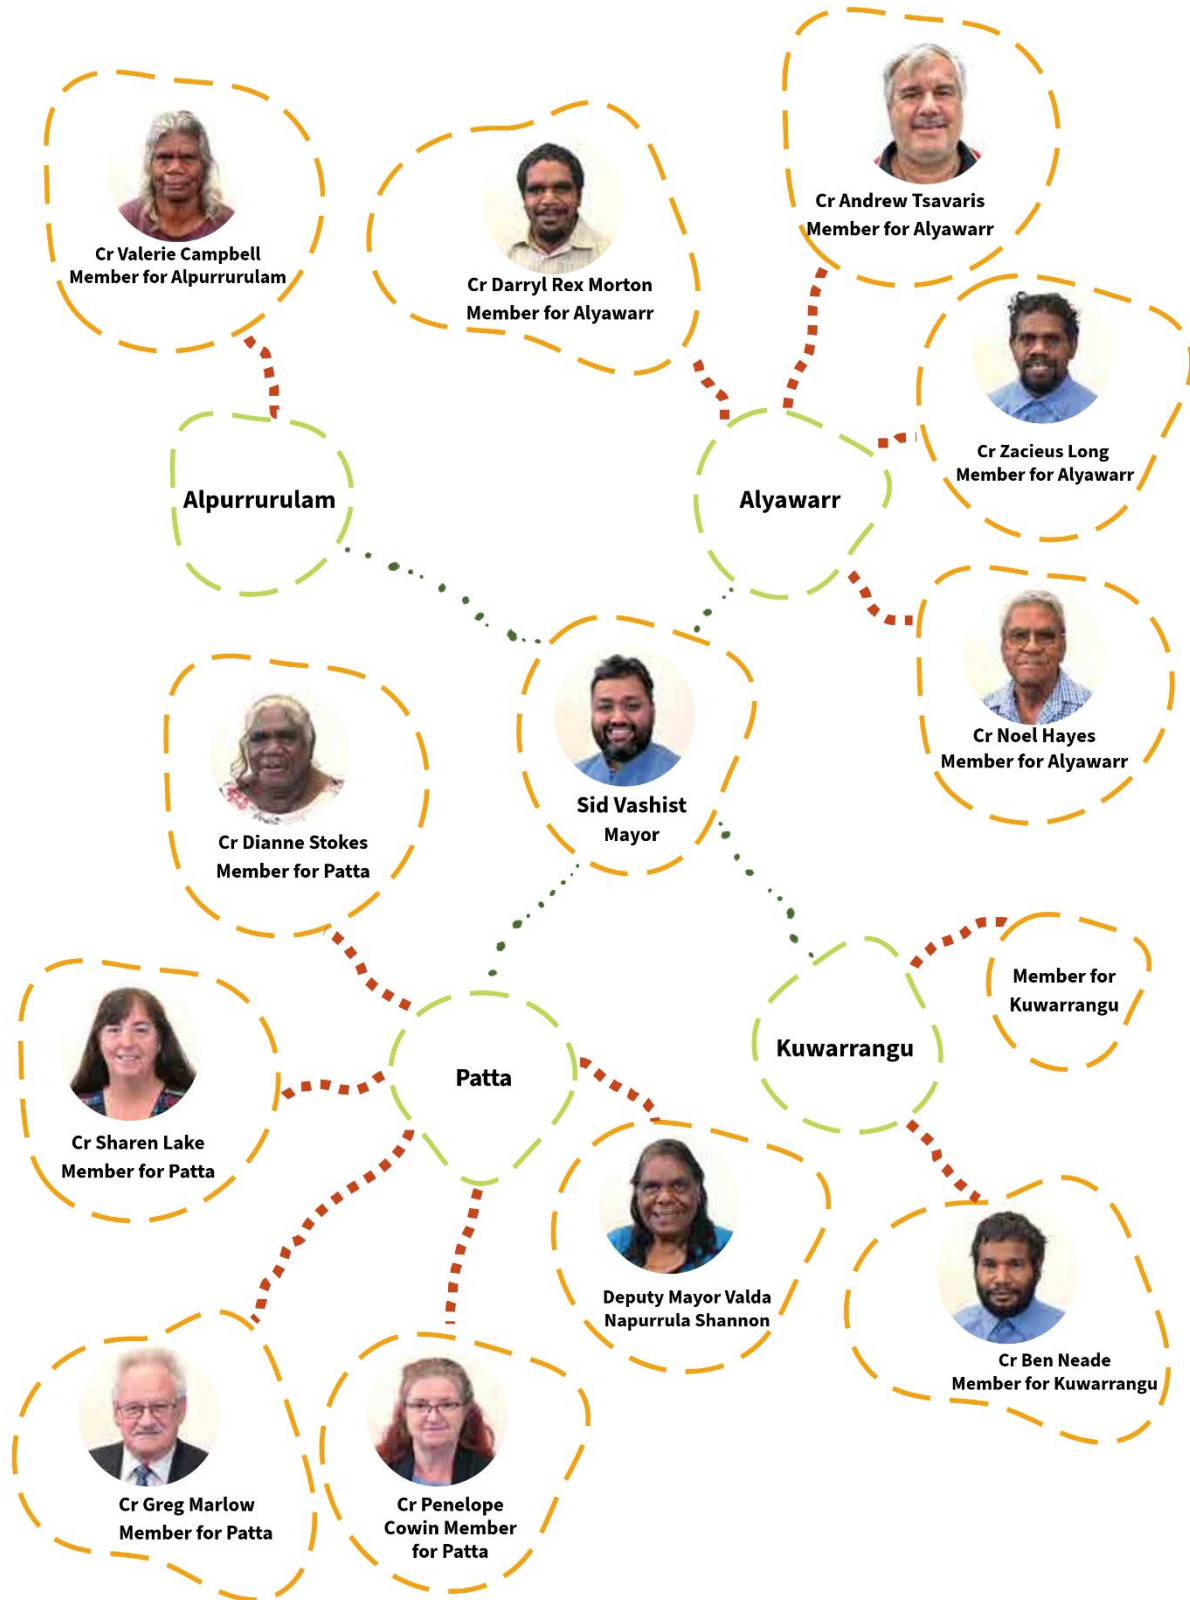 Cr Andrew Tsavaris
Member for Alyawarr
Cr Valerie Campbell
Member for Alpurrurulam
Cr Darryl Rex Morton
Member for Alyawarr
Cr Zacieus Long
Member for Alyawarr
Alpurrurulam
Alyawarr
Cr Noel Hayes
Member for Alyawarr
Sid Vashist
Mayor
Cr Dianne Stokes
Member for Patta
Member for
Kuwarrangu
Kuwarrangu
Patta
Cr Sharen Lake
Member for Patta
Deputy Mayor Valda
Napurrula Shannon
Cr Ben Neade
Member for Kuwarrangu
Cr Greg Marlow
Member for Patta
Cr Penelope
Cowin Member
for Patta